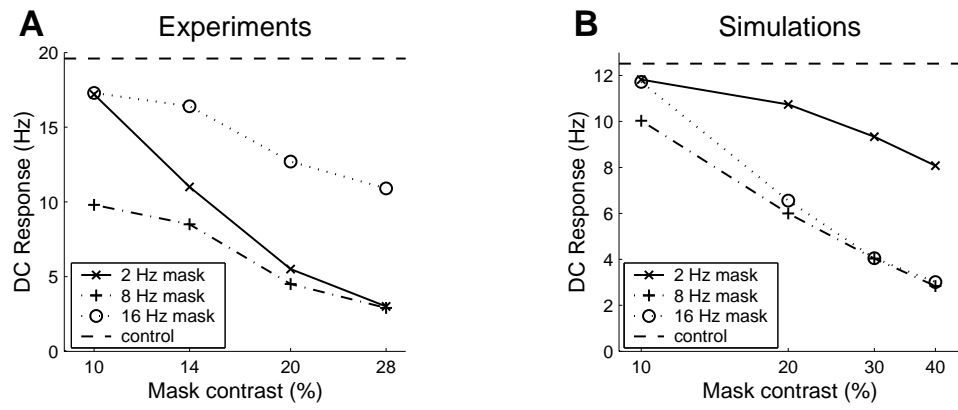 A
Experiments
20
15
10
5
0
DC Response (Hz)
2 Hz mask
8 Hz mask
16 Hz mask
control
10
14
20
28
Mask contrast (%)
B
Simulations
12
10
8
6
4
2
0
DC Response (Hz)
2 Hz mask
8 Hz mask
16 Hz mask
control
10
20
30
40
Mask contrast (%)